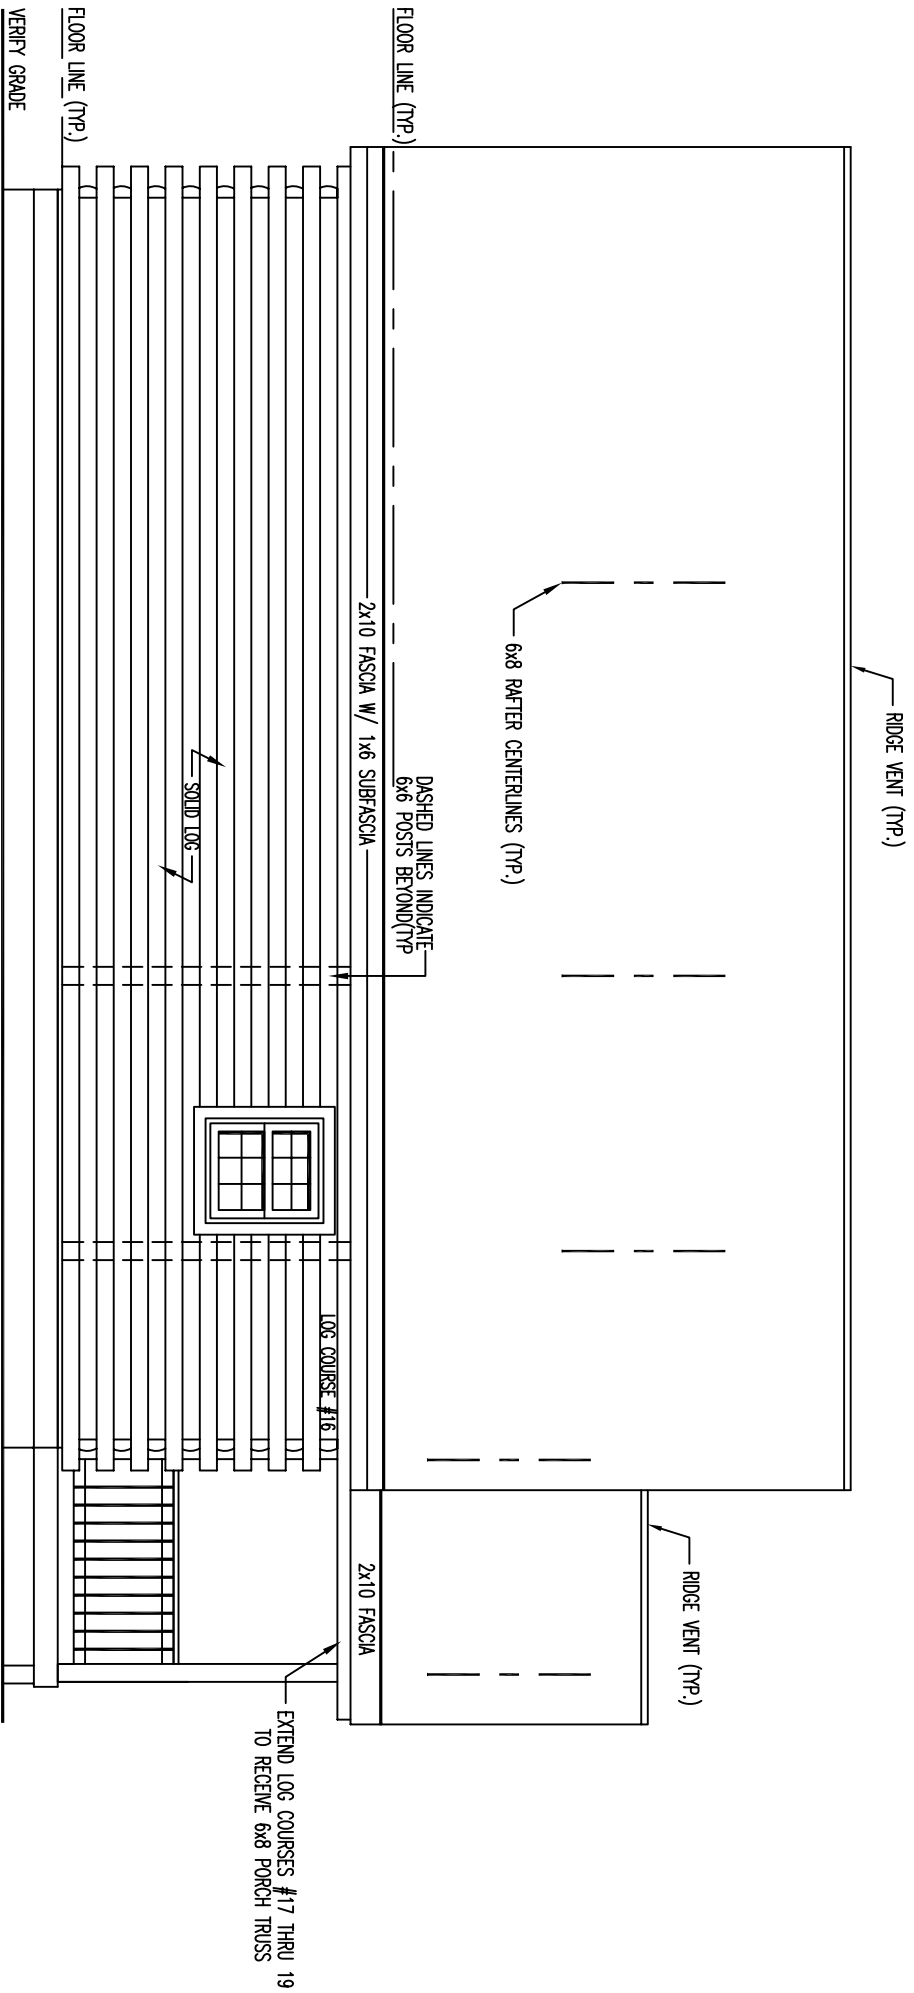 RIDGE VENT (TYP.)
RIDGE VENT (TYP.)
6x8 RAFTER CENTERLINES (TYP.)
FLOOR LINE (TYP.)
DASHED LINES INDICATE
6x6 POSTS BEYOND(TYP
2x10 FASCIA W/ 1x6 SUBFASCIA
2x10 FASCIA
LOG COURSE #16
EXTEND LOG COURSES #17 THRU 19
TO RECEIVE 6x8 PORCH TRUSS
SOLID LOG
FLOOR LINE (TYP.)
VERIFY GRADE